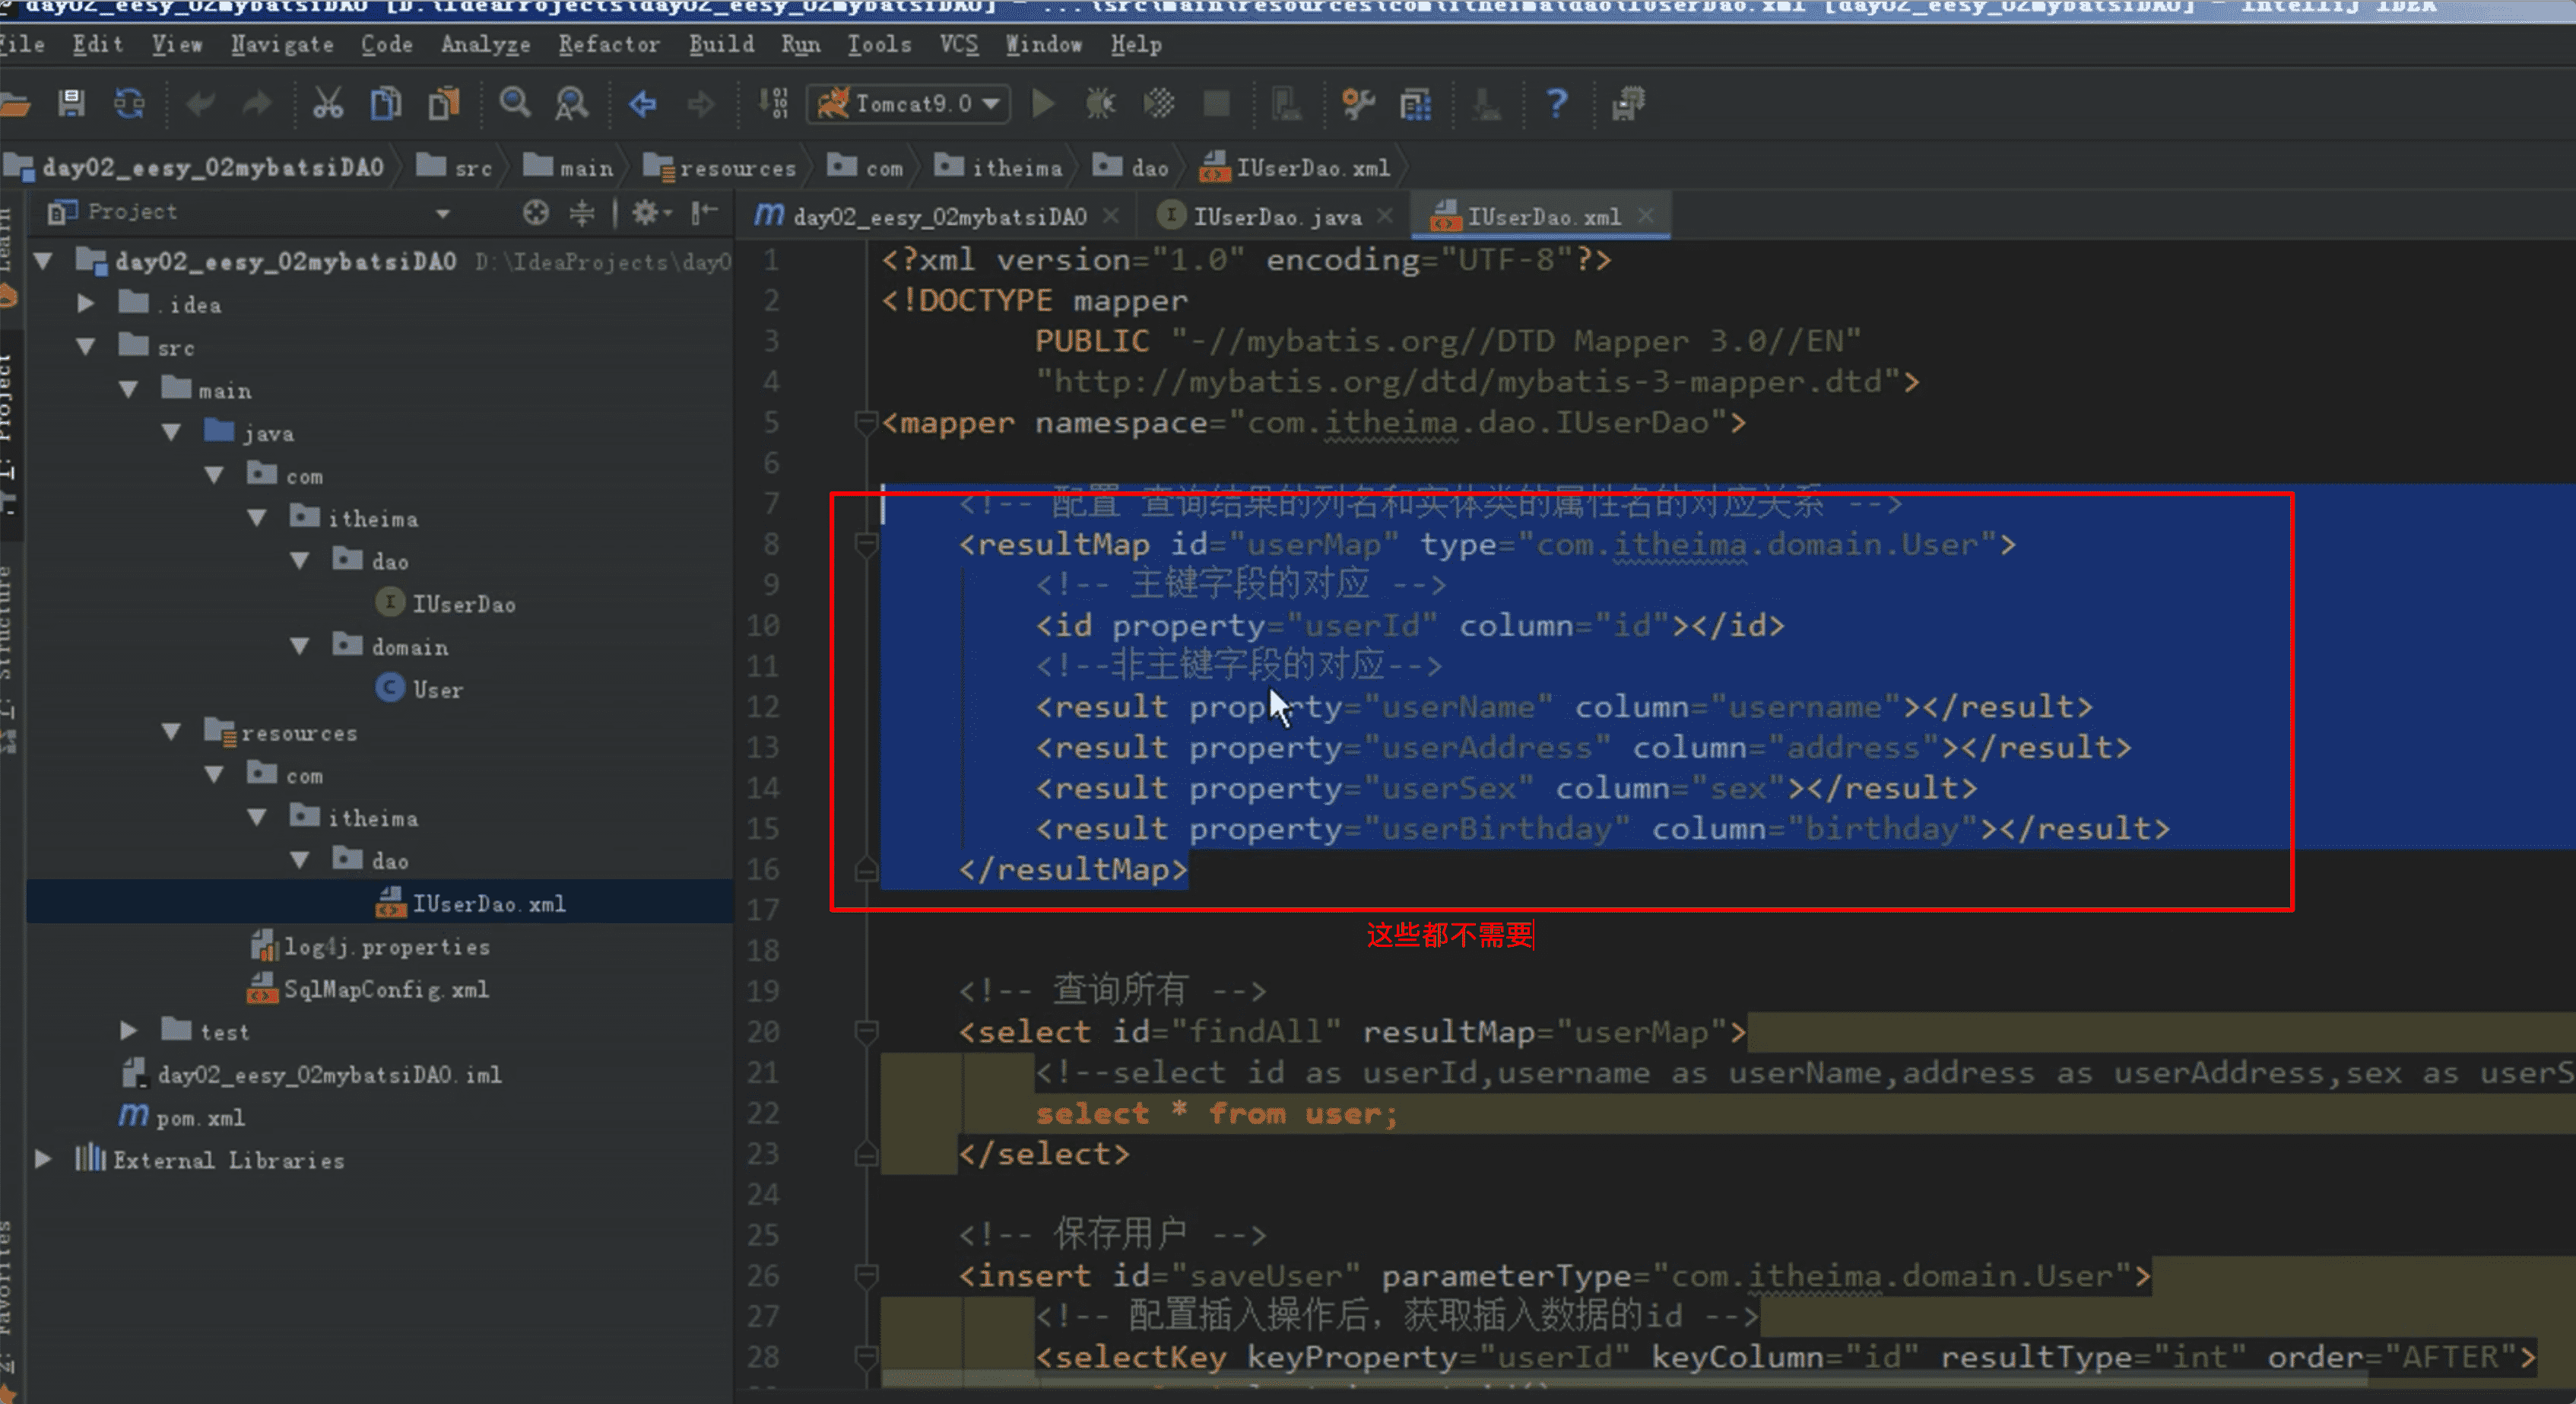 day02_eesy_02mybatsiDAO [D:\IdeaProjects\day02_eesy_02mybatsiDAO] - ...\src\main\resources\com\itheima\dao\IUserDao.xml [day02_eesy_02mybatsiDAO] - IntelliJ IDEA
File Edit View Navigate Code Analyze Refactor Build Run Tools VCS Window Help
Tomcat9.0
day02_eesy_02mybatsiDAO src main resources com itheima dao IUserDao.xml
Project
day02_eesy_02mybatsiDAO IUserDao.java IUserDao.xml
Learn
1: Project
7: Structure
2: Favorites
day02_eesy_02mybatsiDAO D:\IdeaProjects\day0
.idea
src
main
java
com
itheima
dao
IUserDao
domain
User
resources
com
itheima
dao
IUserDao.xml
log4j.properties
SqlMapConfig.xml
test
day02_eesy_02mybatsiDAO.iml
pom.xml
External Libraries
1 <?xml version="1.0" encoding="UTF-8"?>
2 <!DOCTYPE mapper
3 PUBLIC "-//mybatis.org//DTD Mapper 3.0//EN"
4 "http://mybatis.org/dtd/mybatis-3-mapper.dtd">
5 <mapper namespace="com.itheima.dao.IUserDao">
6
7 <!-- 配置 查询结果的列名和实体类的属性名的对应关系 -->
8 <resultMap id="userMap" type="com.itheima.domain.User">
9 <!-- 主键字段的对应 -->
10 <id property="userId" column="id"></id>
11 <!--非主键字段的对应-->
12 <result property="userName" column="username"></result>
13 <result property="userAddress" column="address"></result>
14 <result property="userSex" column="sex"></result>
15 <result property="userBirthday" column="birthday"></result>
16 </resultMap>
17
这些都不需要
18
19 <!-- 查询所有 -->
20 <select id="findAll" resultMap="userMap">
21 <!--select id as userId,username as userName,address as userAddress,sex as userS
22 select * from user;
23 </select>
24
25 <!-- 保存用户 -->
26 <insert id="saveUser" parameterType="com.itheima.domain.User">
27 <!-- 配置插入操作后，获取插入数据的id -->
28 <selectKey keyProperty="userId" keyColumn="id" resultType="int" order="AFTER">